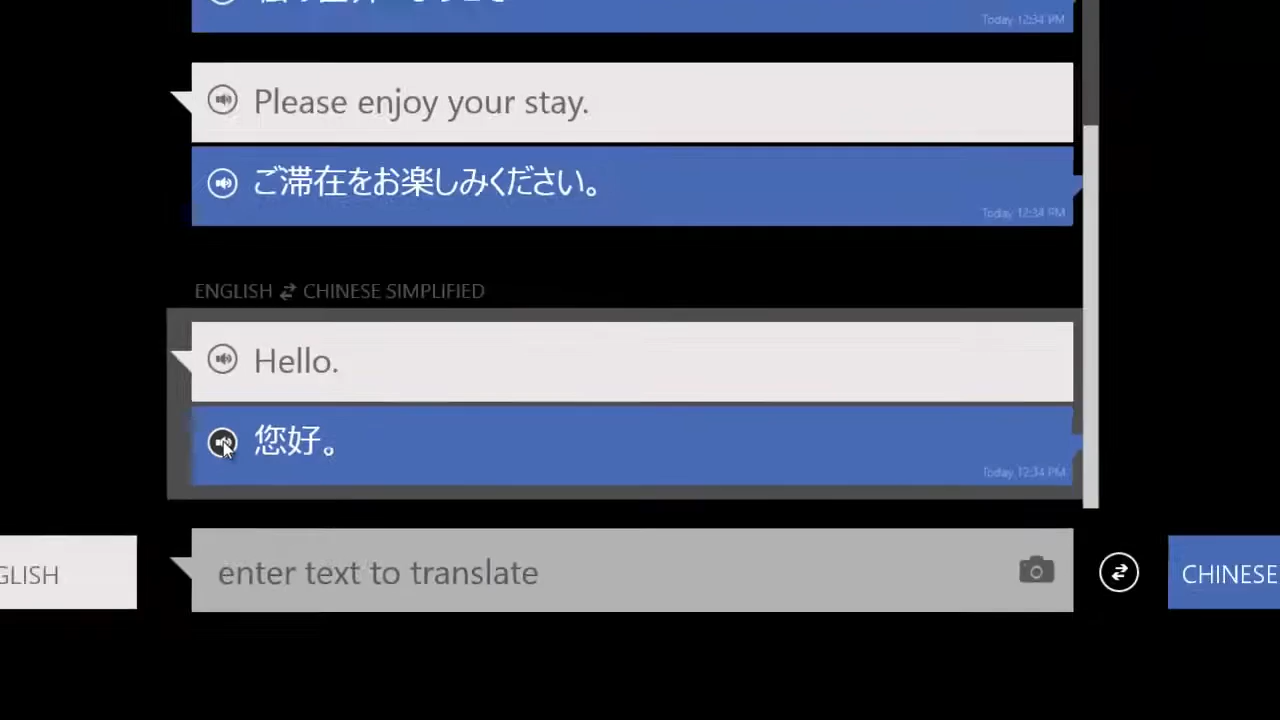 Today 12:34 PM
Please enjoy your stay.
ご滞在をお楽しみください。
Today 12:34 PM
ENGLISH CHINESE SIMPLIFIED
Hello.
您好。
Today 12:34 PM
GLISH
enter text to translate
CHINESE